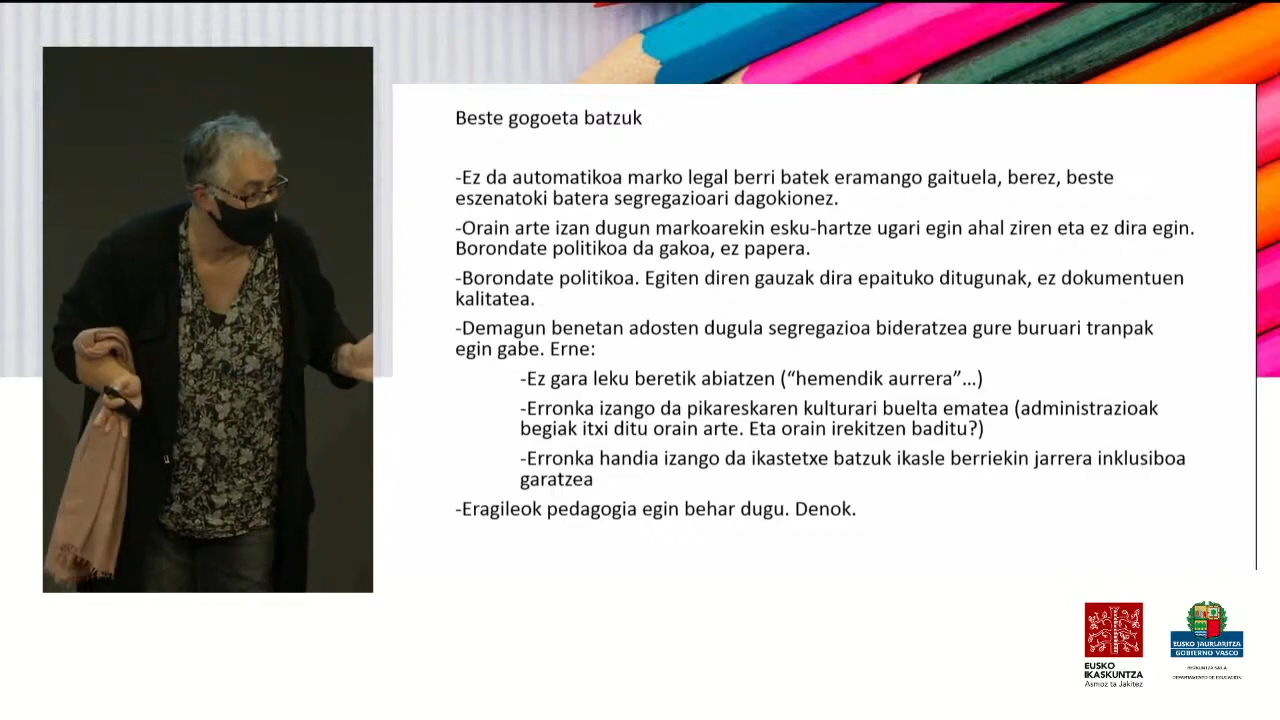 Beste gogoeta batzuk
-Ez da automatikoa marko legal berri batek eramango gaituela, berez, beste
eszenatoki batera segregazioari dagokionez.
-Orain arte izan dugun markoarekin esku-hartze ugari egin ahal ziren eta ez dira egin.
Borondate politikoa da gakoa, ez papera.
-Borondate politikoa. Egiten diren gauzak dira epaituko ditugunak, ez dokumentuen
kalitatea.
-Demagun benetan adosten dugula segregazioa bideratzea gure buruari tranpak
egin gabe. Erne:
-Ez gara leku beretik abiatzen (“hemendik aurrera”…)
-Erronka izango da pikareskaren kulturari buelta ematea (administrazioak
begiak itxi ditu orain arte. Eta orain irekitzen baditu?)
-Erronka handia izango da ikastetxe batzuk ikasle berriekin jarrera inklusiboa
garatzea
-Eragileok pedagogia egin behar dugu. Denok.
EUSKO
IKASKUNTZA
Asmoz ta Jakitez
EUSKO JAURLARITZA
GOBIERNO VASCO
HEZKUNTZA SAILA
DEPARTAMENTO DE EDUCACIÓN